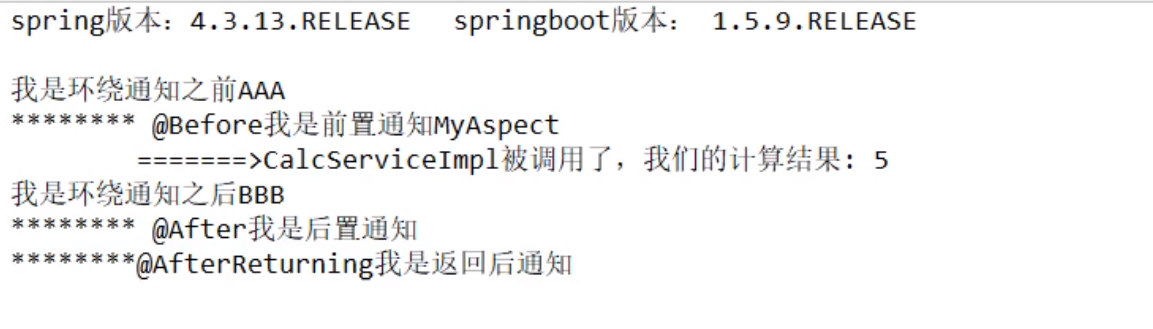 spring版本：4.3.13.RELEASE   springboot版本： 1.5.9.RELEASE
我是环绕通知之前AAA
******** @Before我是前置通知MyAspect
=======>CalcServiceImpl被调用了，我们的计算结果：5
我是环绕通知之后BBB
******** @After我是后置通知
********@AfterReturning我是返回后通知